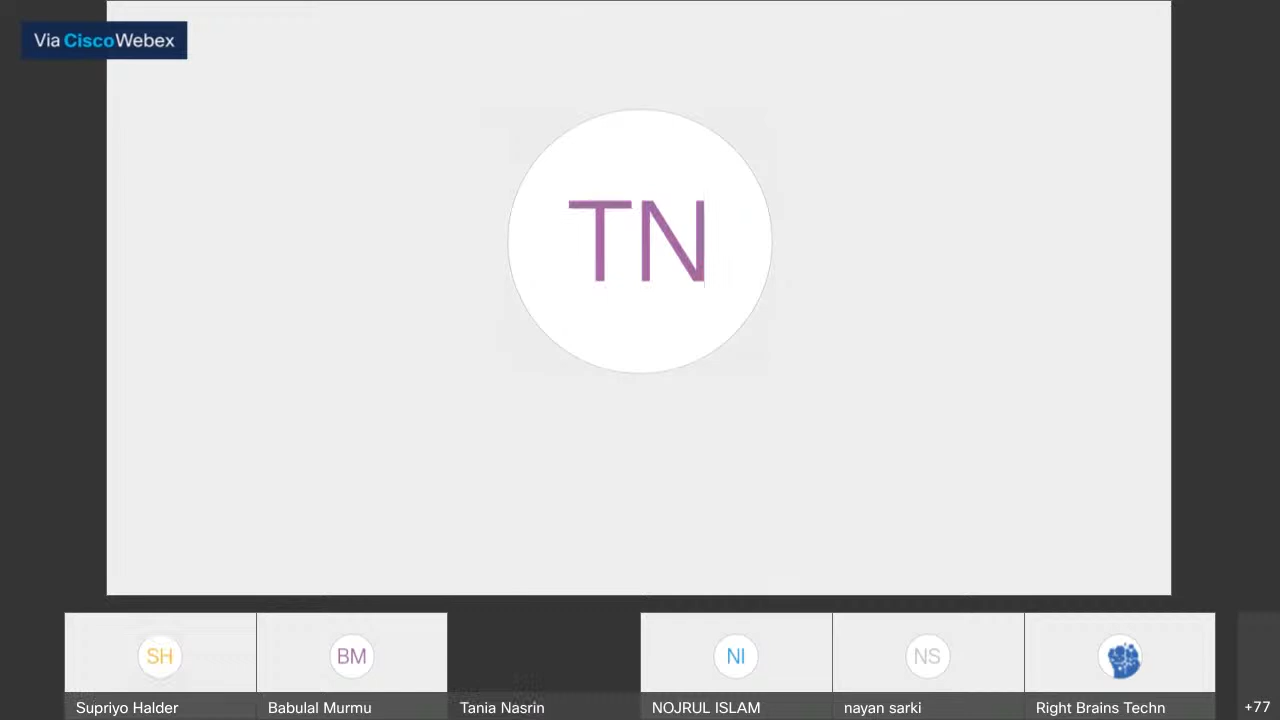 Via CiscoWebex
TN
SH
BM
NI
NS
Supriyo Halder
Babulal Murmu
Tania Nasrin
NOJRUL ISLAM
nayan sarki
Right Brains Techn
+77